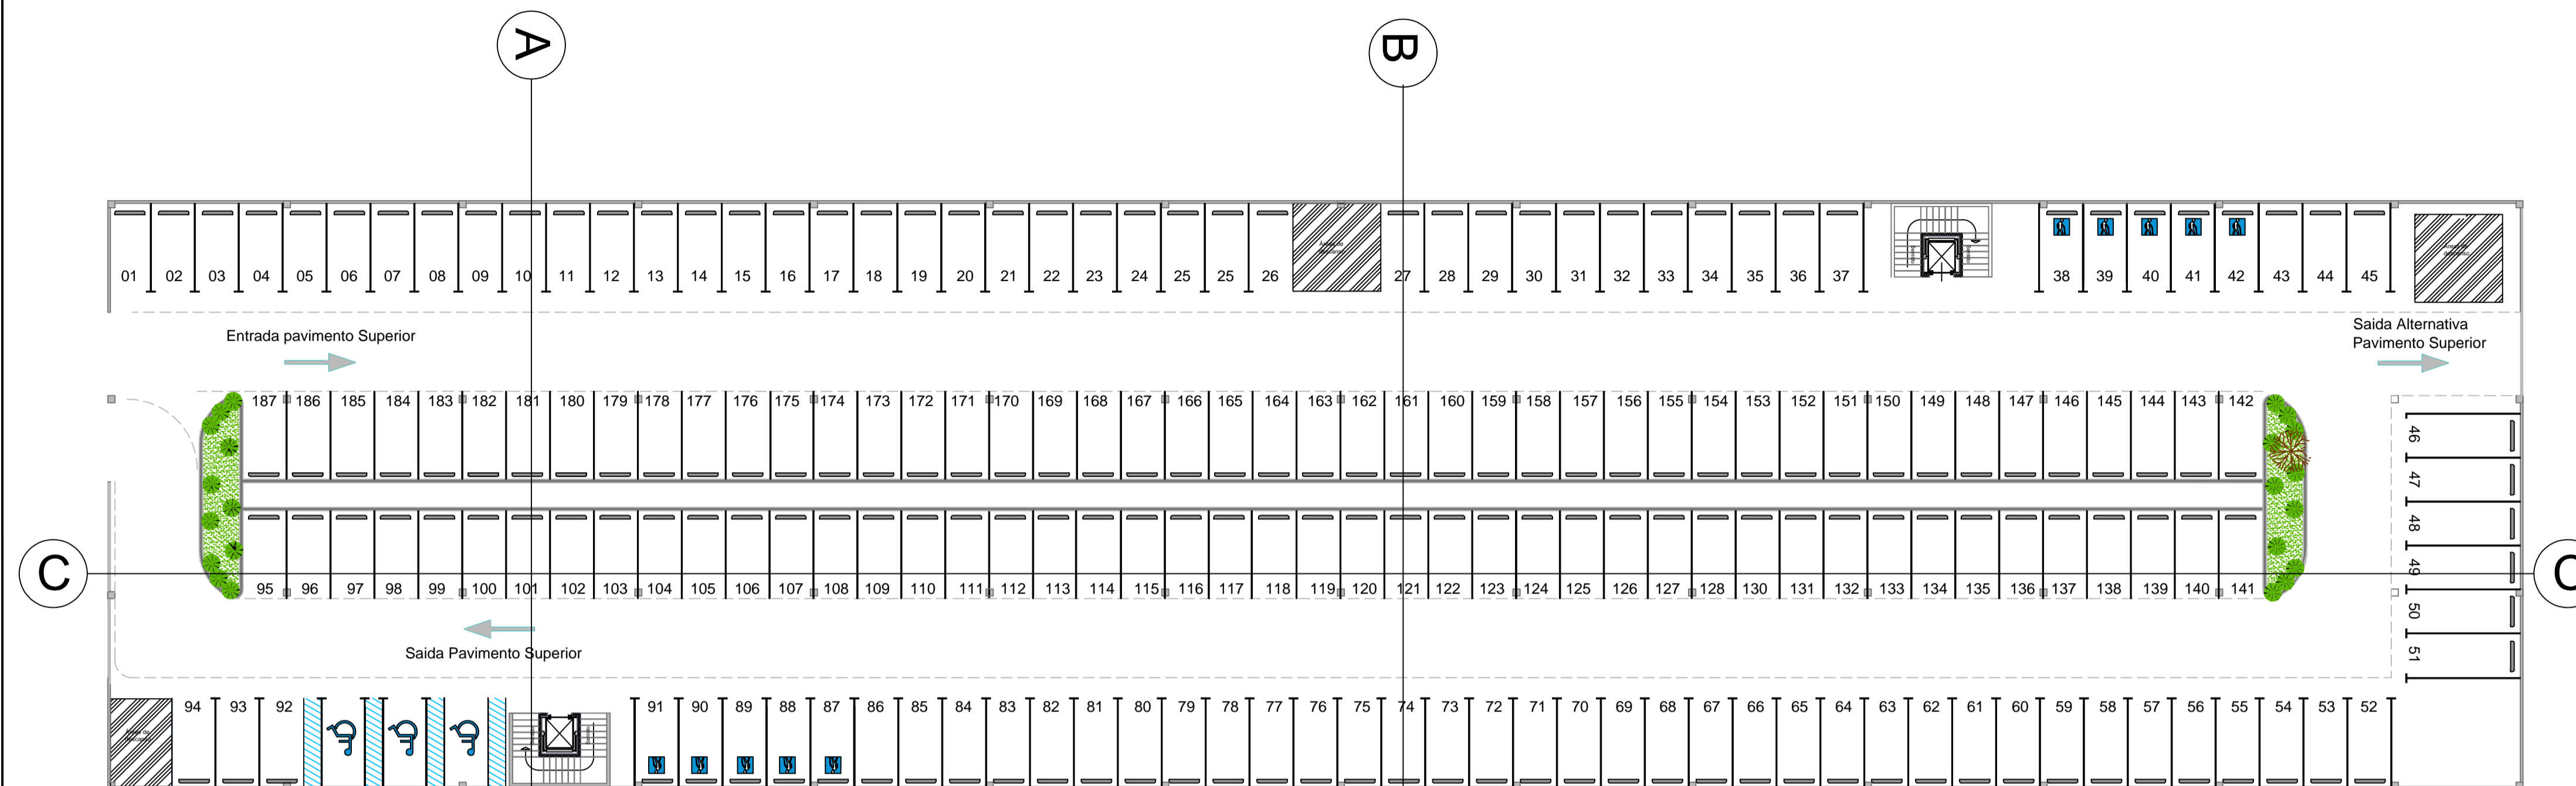 A
B
01 02 03 04 05 06 07 08 09 10 11 12 13 14 15 16 17 18 19 20 21 22 23 24 25 25 26 27 28 29 30 31 32 33 34 35 36 37 38 39 40 41 42 43 44 45
Entrada pavimento Superior
Saida Alternativa
Pavimento Superior
187 186 185 184 183 182 181 180 179 178 177 176 175 174 173 172 171 170 169 168 167 166 165 164 163 162 161 160 159 158 157 156 155 154 153 152 151 150 149 148 147 146 145 144 143 142
46
47
48
49
50
51
C
C
95 96 97 98 99 100 101 102 103 104 105 106 107 108 109 110 111 112 113 114 115 116 117 118 119 120 121 122 123 124 125 126 127 128 130 131 132 133 134 135 136 137 138 139 140 141
Saida Pavimento Superior
94 93 92 91 90 89 88 87 86 85 84 83 82 81 80 79 78 77 76 75 74 73 72 71 70 69 68 67 66 65 64 63 62 61 60 59 58 57 56 55 54 53 52